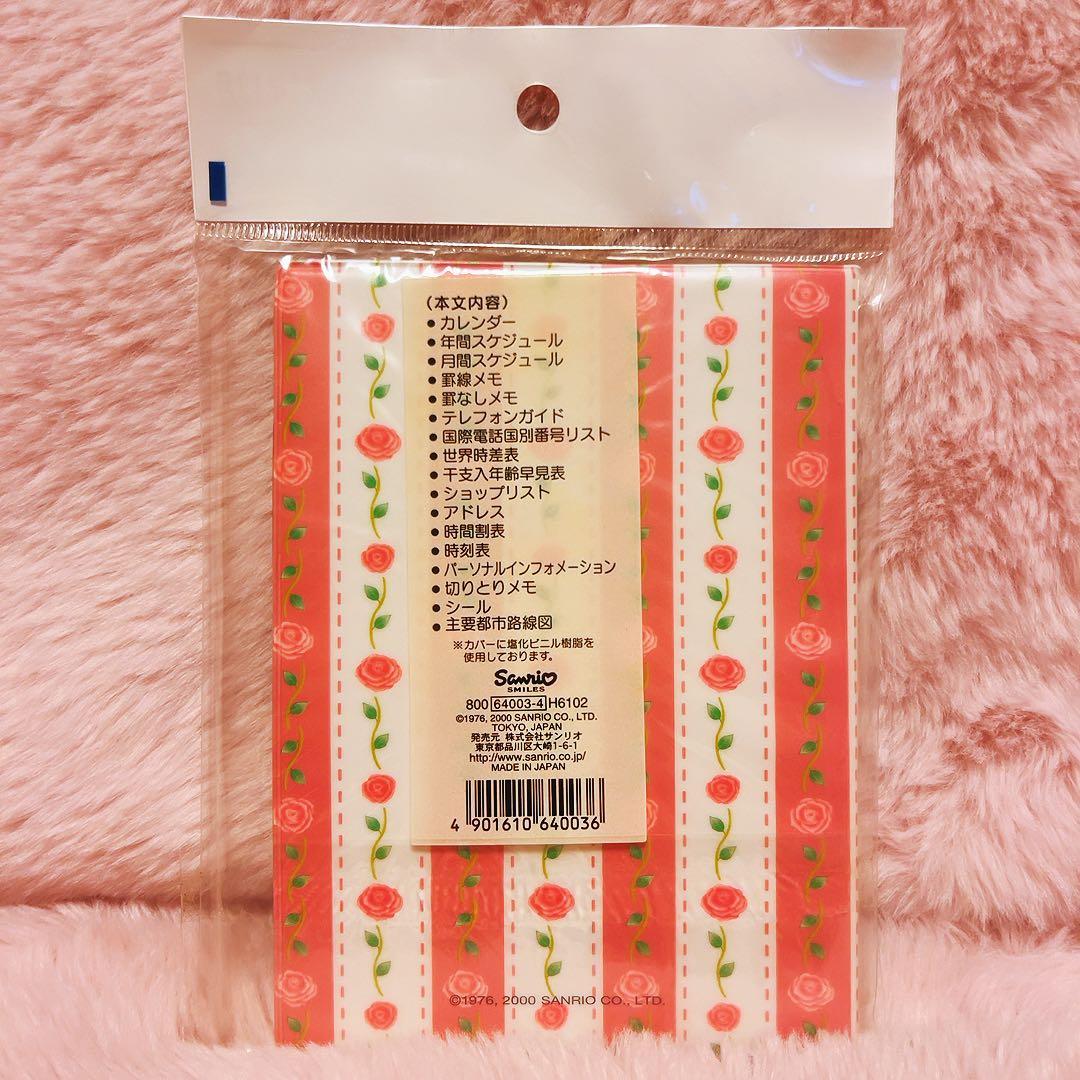 (本文内容)
●カレンダー
●年間スケジュール
●月間スケジュール
●罫線メモ
●罫なしメモ
●テレフォンガイド
●国際電話国別番号リスト
●世界時差表
●干支入年齢早見表
●ショップリスト
●アドレス
●時間割表
●時刻表
●パーソナルインフォメーション
●切りとりメモ
●シール
●主要都市路線図
※カバーに塩化ビニル樹脂を
使用しております。
Sanrio
SMILES
800 64003-4 H6102
©1976, 2000 SANRIO CO., LTD.
TOKYO, JAPAN
発売元 株式会社サンリオ
東京都品川区大崎1-6-1
http://www.sanrio.co.jp/
MADE IN JAPAN
4 901610 640036
©1976, 2000 SANRIO CO., LTD.